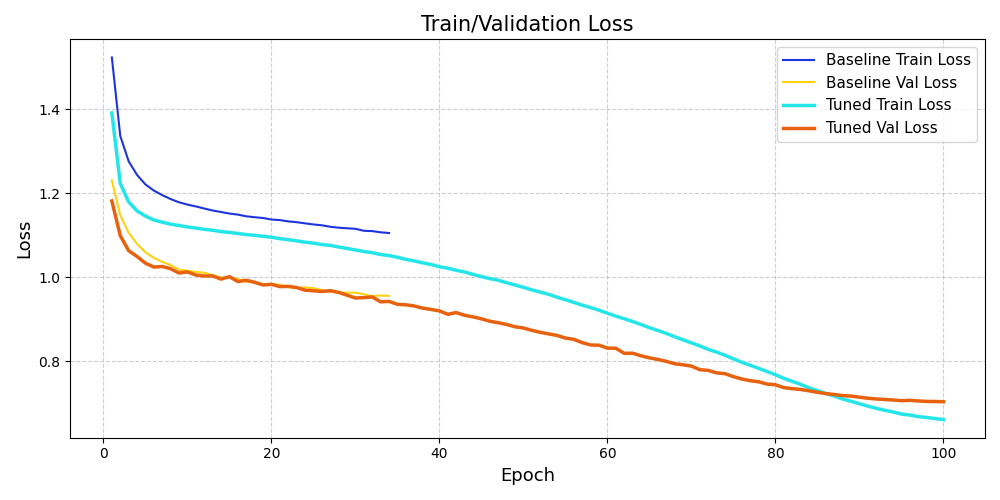 Train/Validation Loss
Baseline Train Loss
Baseline Val Loss
Tuned Train Loss
Tuned Val Loss
Loss
1.4
1.2
1.0
0.8
0 20 40 60 80 100
Epoch